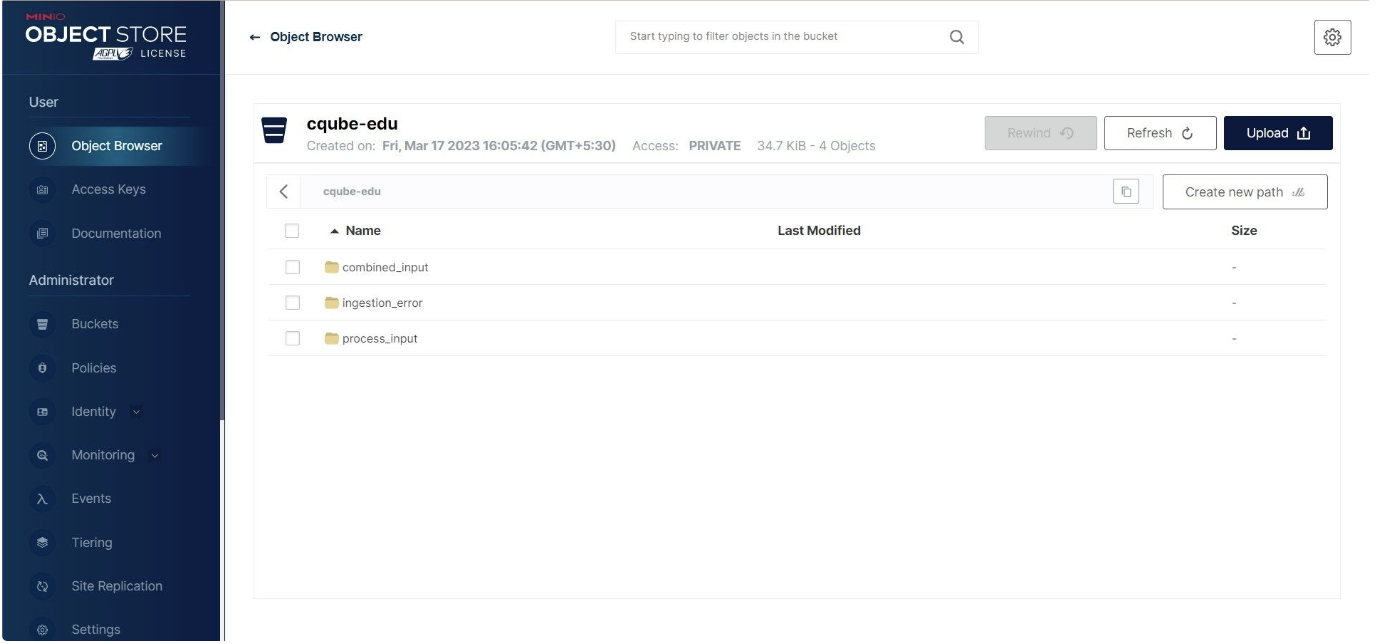 MINIO
OBJECT STORE
AGPLv3 LICENSE
User
Object Browser
Access Keys
Documentation
Administrator
Buckets
Policies
Identity
Monitoring
Events
Tiering
Site Replication
Settings
← Object Browser
Start typing to filter objects in the bucket
cqube-edu
Created on: Fri, Mar 17 2023 16:05:42 (GMT+5:30) Access: PRIVATE 34.7 KiB - 4 Objects
Rewind
Refresh
Upload
cqube-edu
Create new path
Name Last Modified Size
combined_input -
ingestion_error -
process_input -